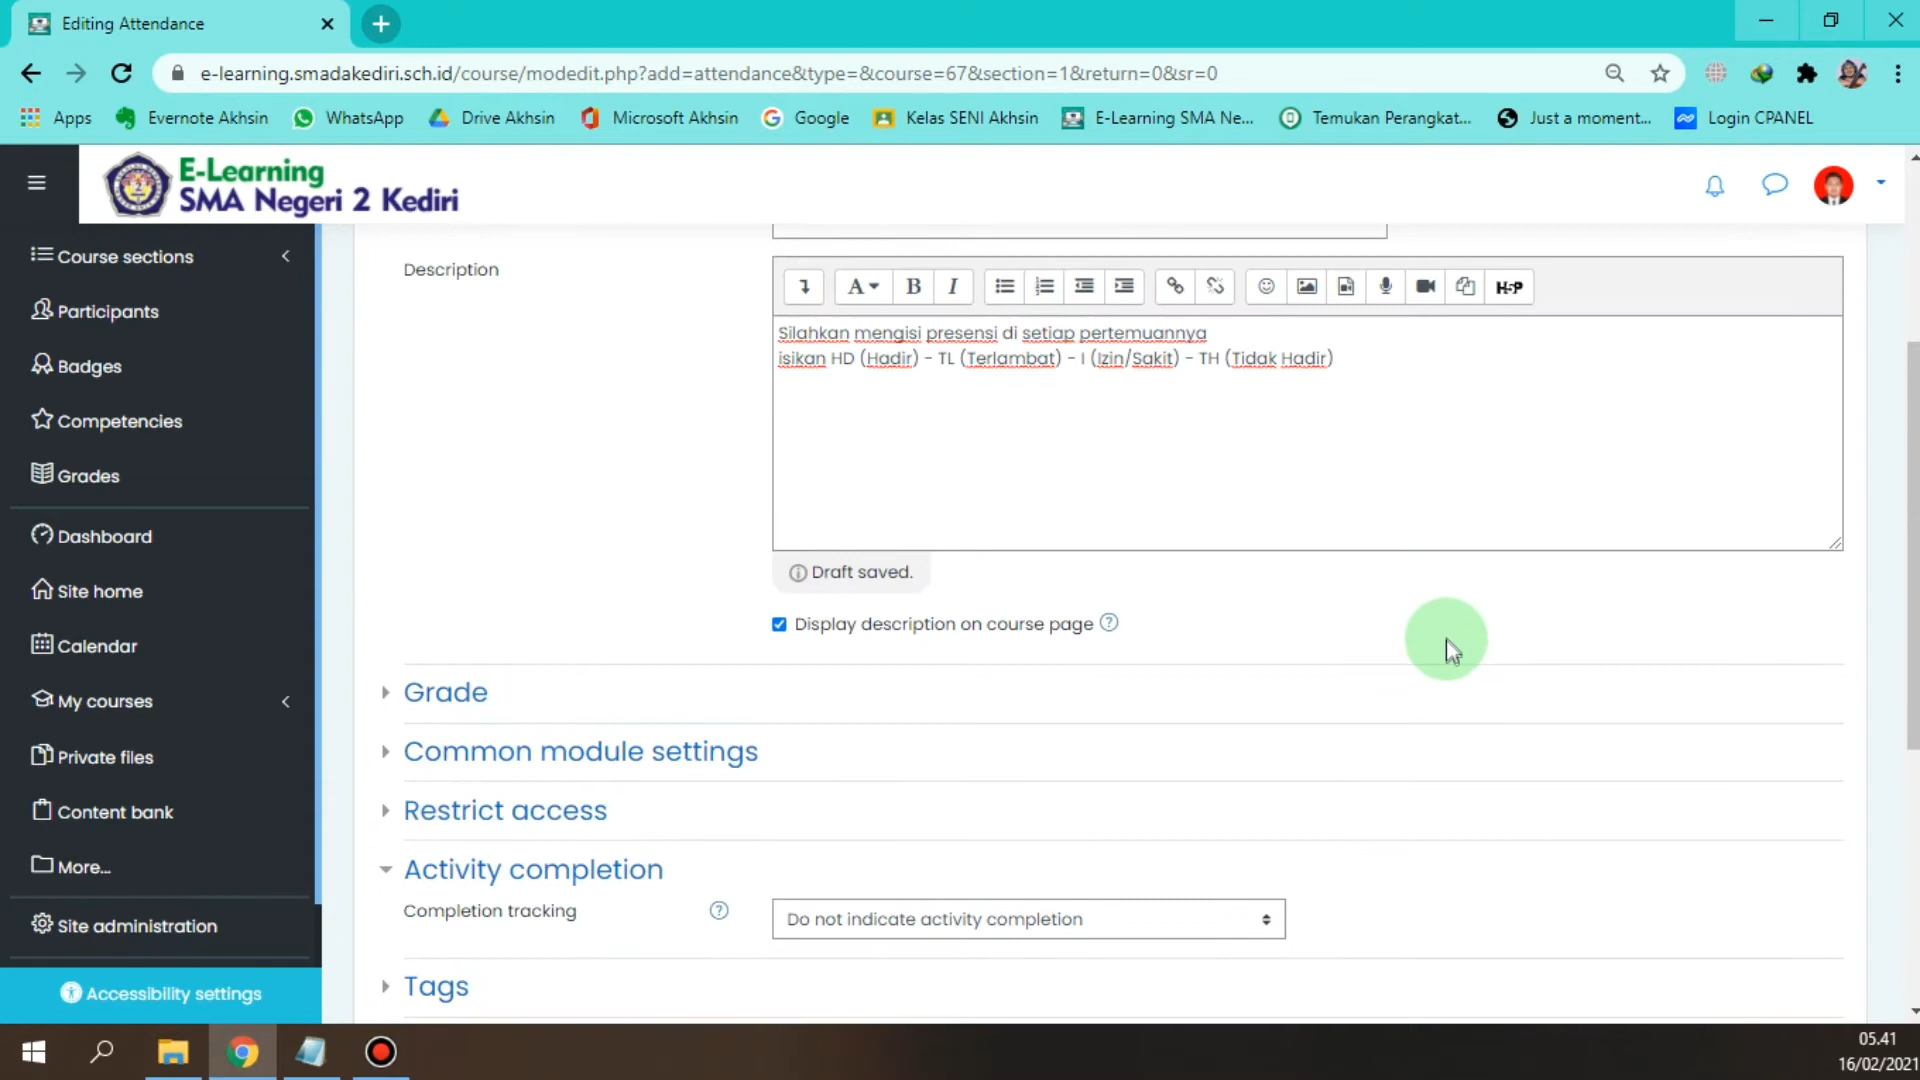 Editing Attendance
e-learning.smadakediri.sch.id/course/modedit.php?add=attendance&type=&course=67&section=1&return=0&sr=0
Apps Evernote Akhsin WhatsApp Drive Akhsin Microsoft Akhsin Google Kelas SENI Akhsin E-Learning SMA Ne... Temukan Perangkat... Just a moment... Login CPANEL
E-Learning
SMA Negeri 2 Kediri
Course sections
Participants
Badges
Competencies
Grades
Dashboard
Site home
Calendar
My courses
Private files
Content bank
More...
Site administration
Accessibility settings
Description
A B I H5P
Silahkan mengisi presensi di setiap pertemuannya
isikan HD (Hadir) - TL (Terlambat) - I (Izin/Sakit) - TH (Tidak Hadir)
Draft saved.
Display description on course page
Grade
Common module settings
Restrict access
Activity completion
Completion tracking Do not indicate activity completion
Tags
05.41
16/02/2021